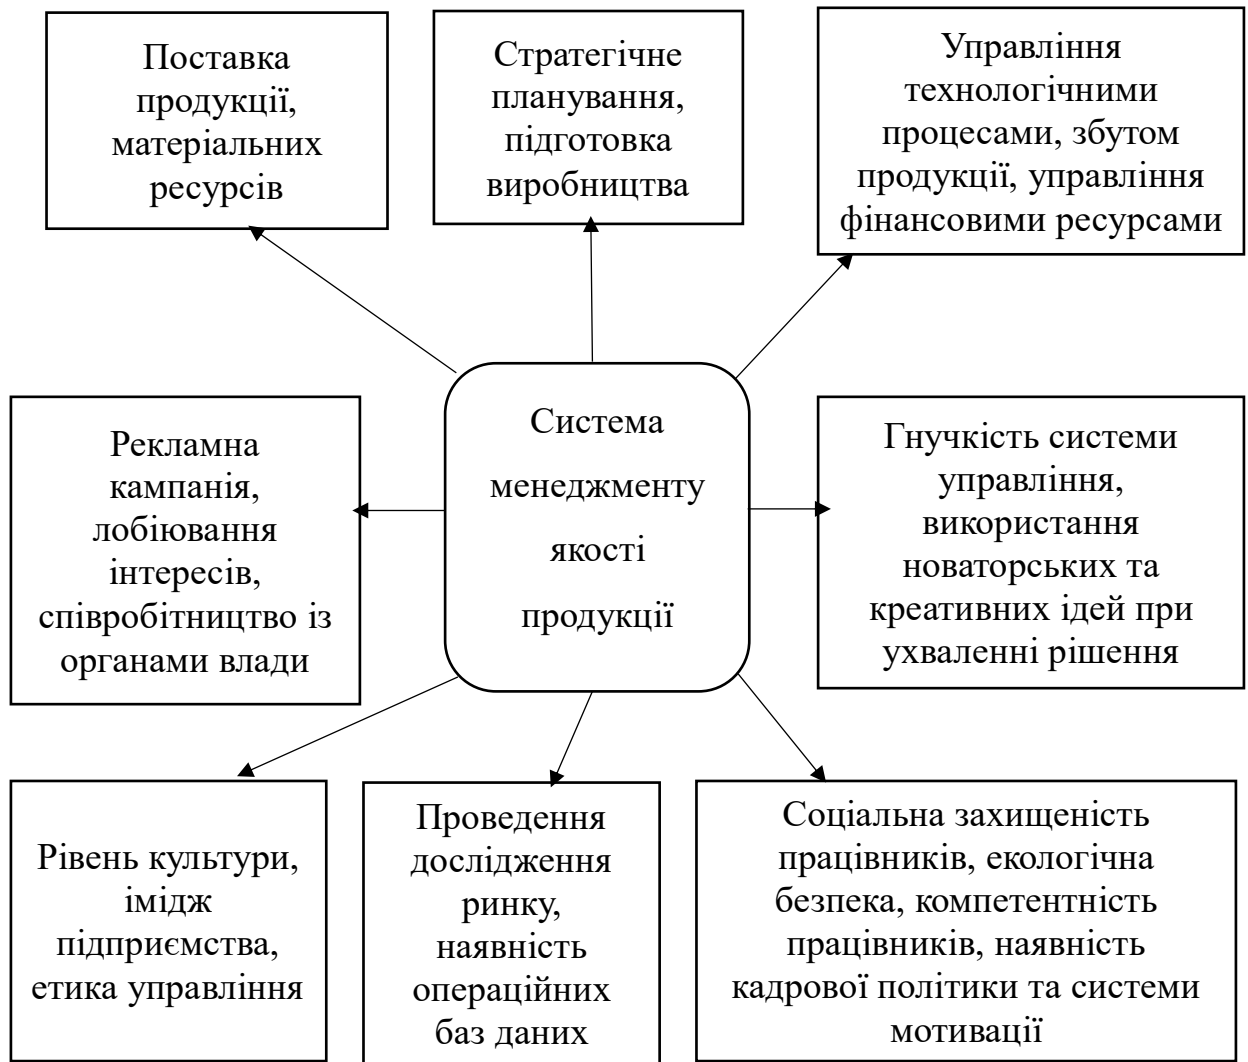 Поставка
продукції,
матеріальних
ресурсів
Стратегічне
планування,
підготовка
виробництва
Управління
технологічними
процесами, збутом
продукції, управління
фінансовими ресурсами
Рекламна
кампанія,
лобіювання
інтересів,
співробітництво із
органами влади
Система
менеджменту
якості
продукції
Гнучкість системи
управління,
використання
новаторських та
креативних ідей при
ухваленні рішення
Рівень культури,
імідж
підприємства,
етика управління
Проведення
дослідження
ринку,
наявність
операційних
баз даних
Соціальна захищеність
працівників, екологічна
безпека, компетентність
працівників, наявність
кадрової політики та системи
мотивації